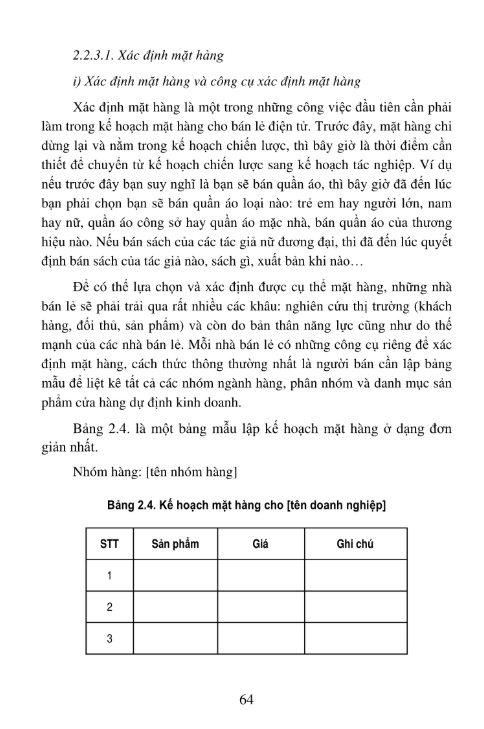 2.2.3.1. Xác định mặt hàng
i) Xác định mặt hàng và công cụ xác định mặt hàng
Xác định mặt hàng là một trong những công việc đầu tiên cần phải
làm trong kế hoạch mặt hàng cho bán lẻ điện tử. Trước đây, mặt hàng chỉ
dừng lại và nằm trong kế hoạch chiến lược, thì bây giờ là thời điểm cần
thiết để chuyển từ kế hoạch chiến lược sang kế hoạch tác nghiệp. Ví dụ
nếu trước đây bạn suy nghĩ là bạn sẽ bán quần áo, thì bây giờ đã đến lúc
bạn phải chọn bạn sẽ bán quần áo loại nào: trẻ em hay người lớn, nam
hay nữ, quần áo công sở hay quần áo mặc nhà, bán quần áo của thương
hiệu nào. Nếu bán sách của các tác giả nữ đương đại, thì đã đến lúc quyết
định bán sách của tác giả nào, sách gì, xuất bản khi nào…
Để có thể lựa chọn và xác định được cụ thể mặt hàng, những nhà
bán lẻ sẽ phải trải qua rất nhiều các khâu: nghiên cứu thị trường (khách
hàng, đối thủ, sản phẩm) và còn do bản thân năng lực cũng như do thế
mạnh của các nhà bán lẻ. Mỗi nhà bán lẻ có những công cụ riêng để xác
định mặt hàng, cách thức thông thường nhất là người bán cần lập bảng
mẫu để liệt kê tất cả các nhóm ngành hàng, phân nhóm và danh mục sản
phẩm cửa hàng dự định kinh doanh.
Bảng 2.4. là một bảng mẫu lập kế hoạch mặt hàng ở dạng đơn
giản nhất.
Nhóm hàng: [tên nhóm hàng]
Bảng 2.4. Kế hoạch mặt hàng cho [tên doanh nghiệp]
STT Sản phẩm Giá Ghi chú
1
2
3
64